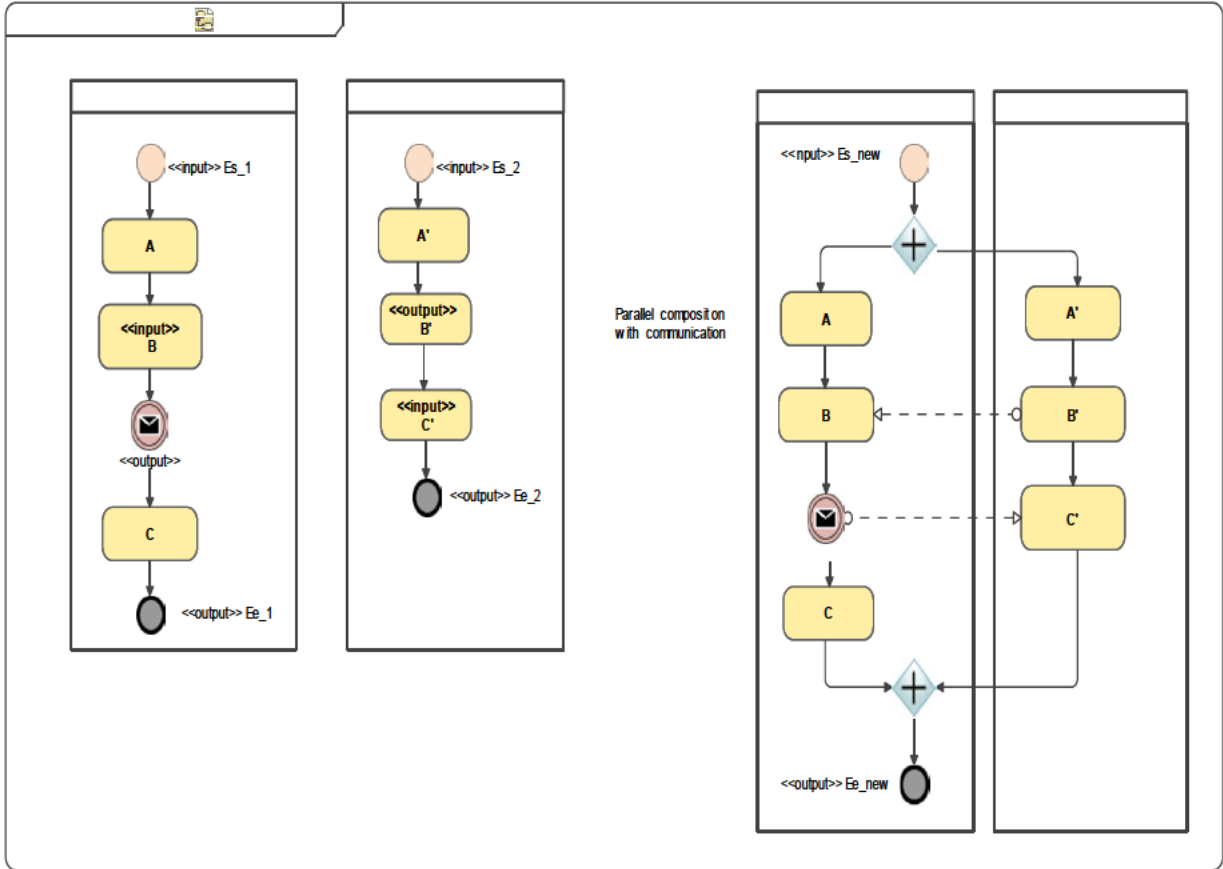 <<input>> Es_1
A
<<input>>
B
<<output>>
C
<<output>> Ee_1
<<input>> Es_2
A'
<<output>>
B'
<<input>>
C'
<<output>> Ee_2
Parallel composition
with communication
<<nput>> Es_new
A
B
C
<<output>> Ee_new
A'
B'
C'